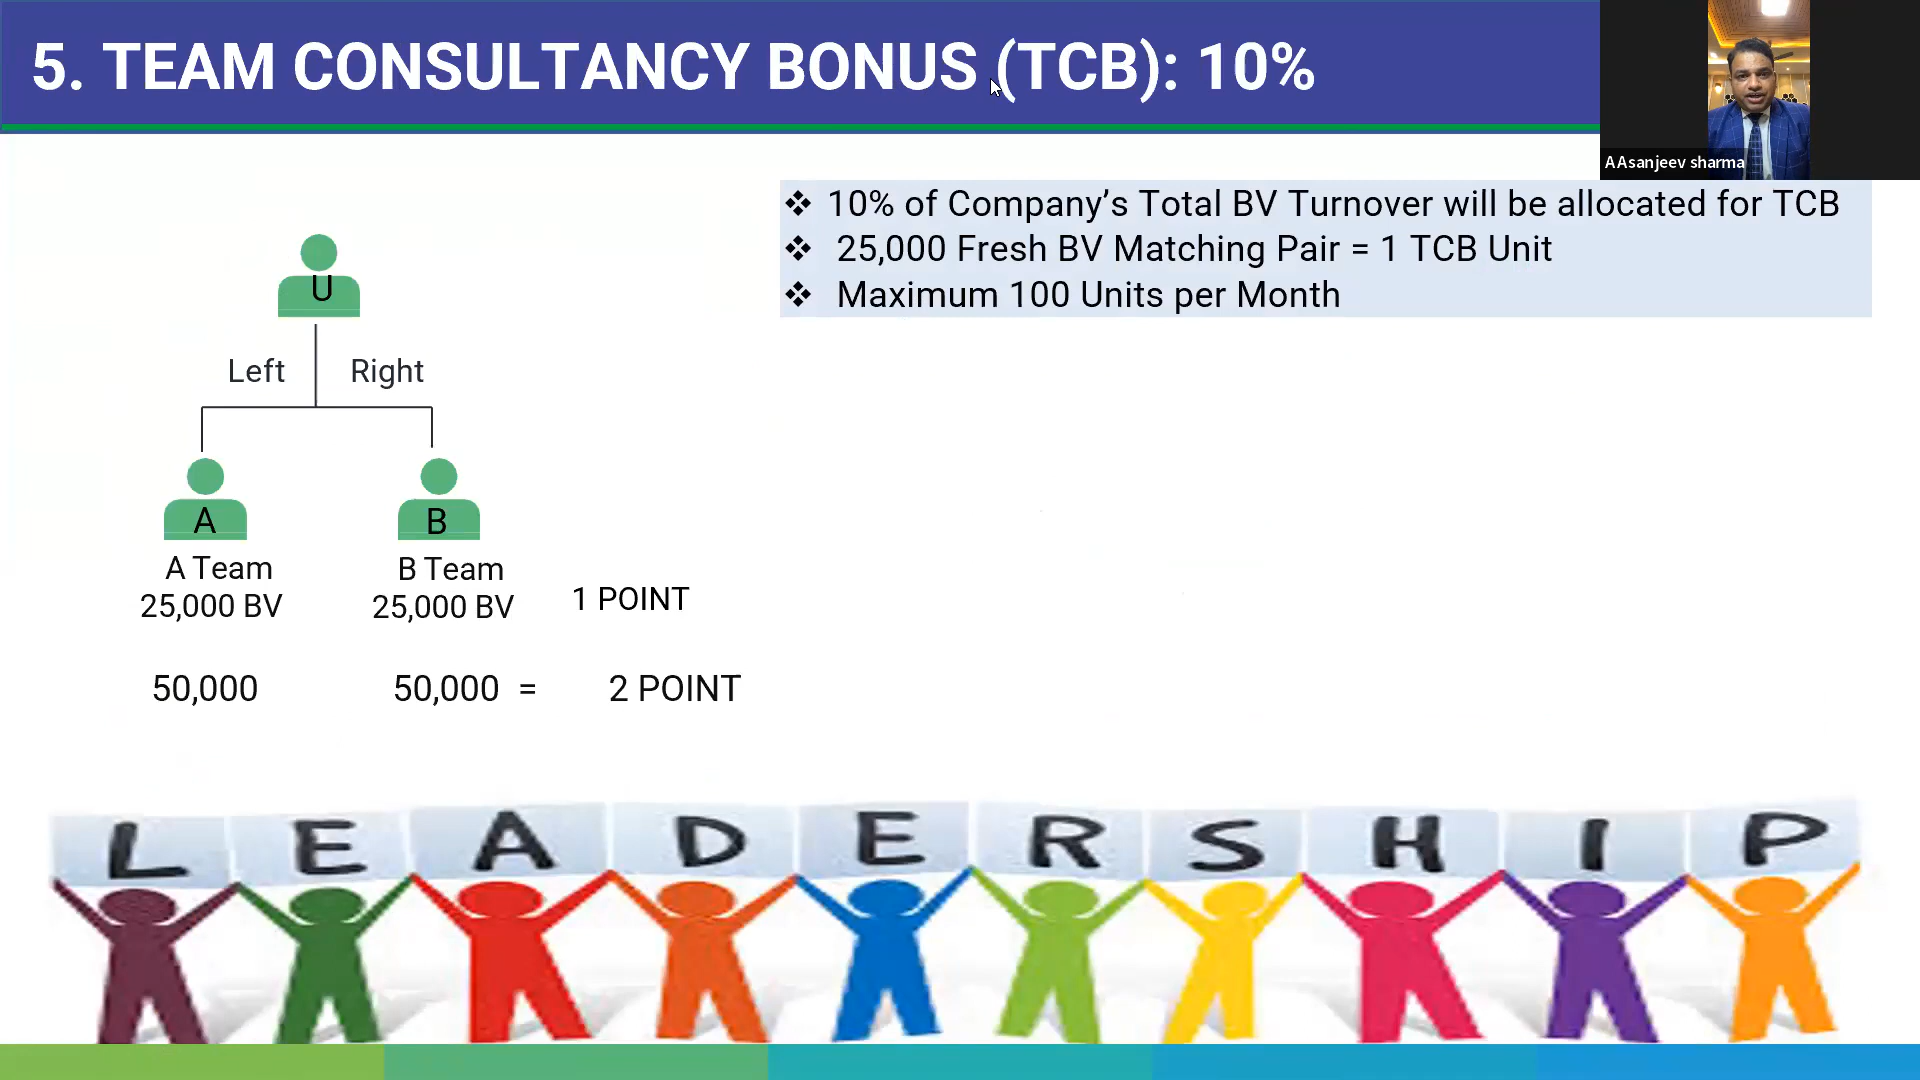 5. TEAM CONSULTANCY BONUS (TCB): 10%
AAsanjeev sharma
❖ 10% of Company’s Total BV Turnover will be allocated for TCB
❖ 25,000 Fresh BV Matching Pair = 1 TCB Unit
❖ Maximum 100 Units per Month
U
Left Right
A B
A Team B Team
25,000 BV 25,000 BV 1 POINT
50,000 50,000 = 2 POINT
LEADERSHIP